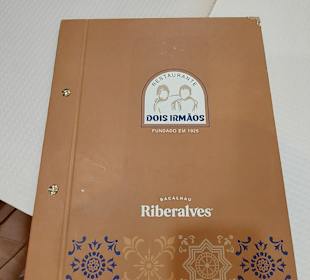 RESTAURANTE
DOIS IRMÃOS
FUNDADO EM 1925
BACALHAU
Riberalves®